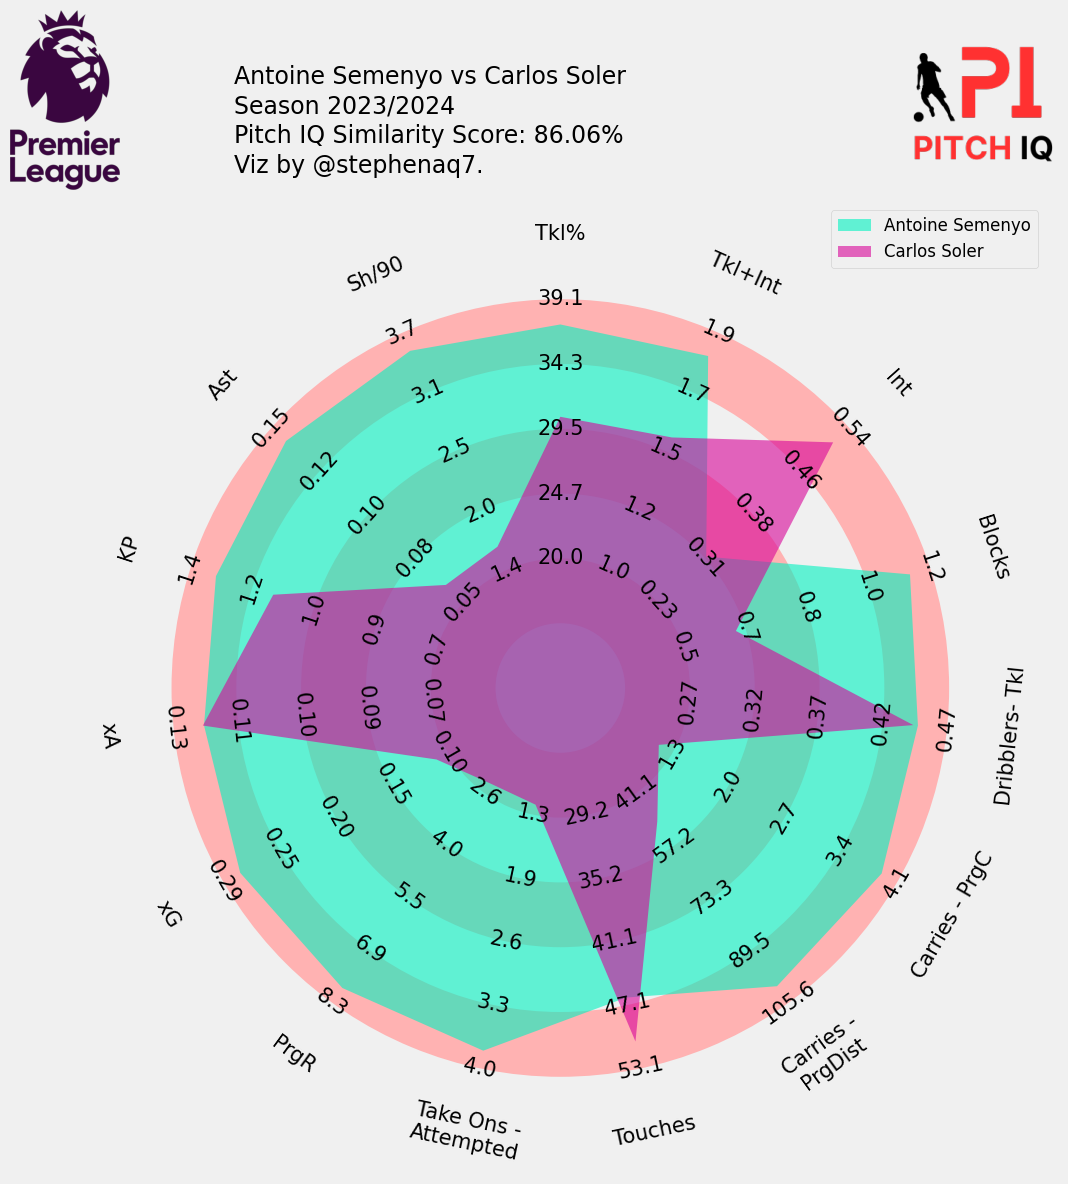 Premier
League
Antoine Semenyo vs Carlos Soler
Season 2023/2024
Pitch IQ Similarity Score: 86.06%
Viz by @stephenaq7.
PI
PITCH IQ
Antoine Semenyo
Carlos Soler
Tkl%
39.1
34.3
29.5
24.7
20.0
Tkl+Int
1.9
1.7
1.5
1.2
1.0
Int
0.54
0.46
0.38
0.31
0.23
Blocks
1.2
1.0
0.8
0.7
0.5
Dribblers- Tkl
0.47
0.42
0.37
0.32
0.27
Carries - PrgC
4.1
3.4
2.7
2.0
1.3
Carries -
PrgDist
105.6
89.5
73.3
57.2
41.1
Touches
53.1
47.1
41.1
35.2
29.2
Take Ons -
Attempted
4.0
3.3
2.6
1.9
1.3
PrgR
8.3
6.9
5.5
4.0
2.6
xG
0.29
0.25
0.20
0.15
0.10
xA
0.13
0.11
0.10
0.09
0.07
KP
1.4
1.2
1.0
0.9
0.7
Ast
0.15
0.12
0.10
0.08
0.05
Sh/90
3.7
3.1
2.5
2.0
1.4